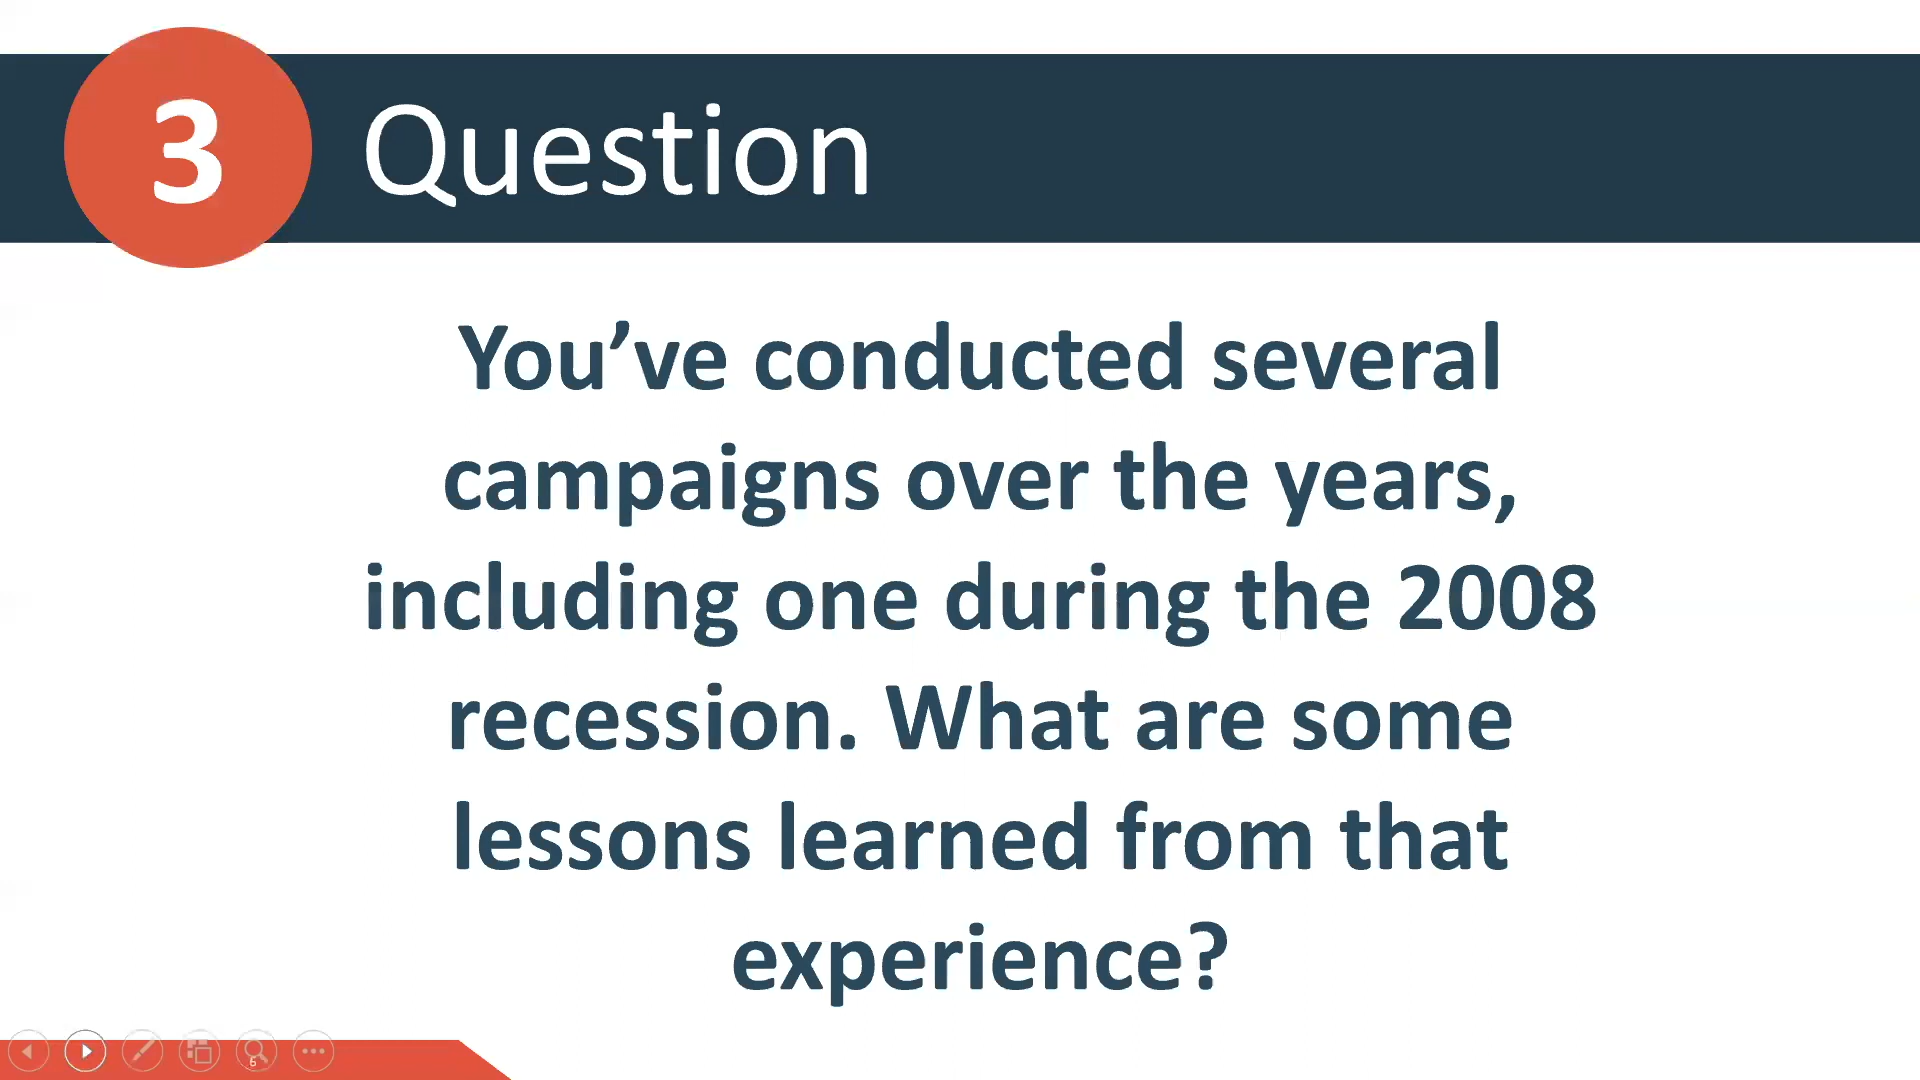 3
Question
You’ve conducted several
campaigns over the years,
including one during the 2008
recession. What are some
lessons learned from that
experience?
6